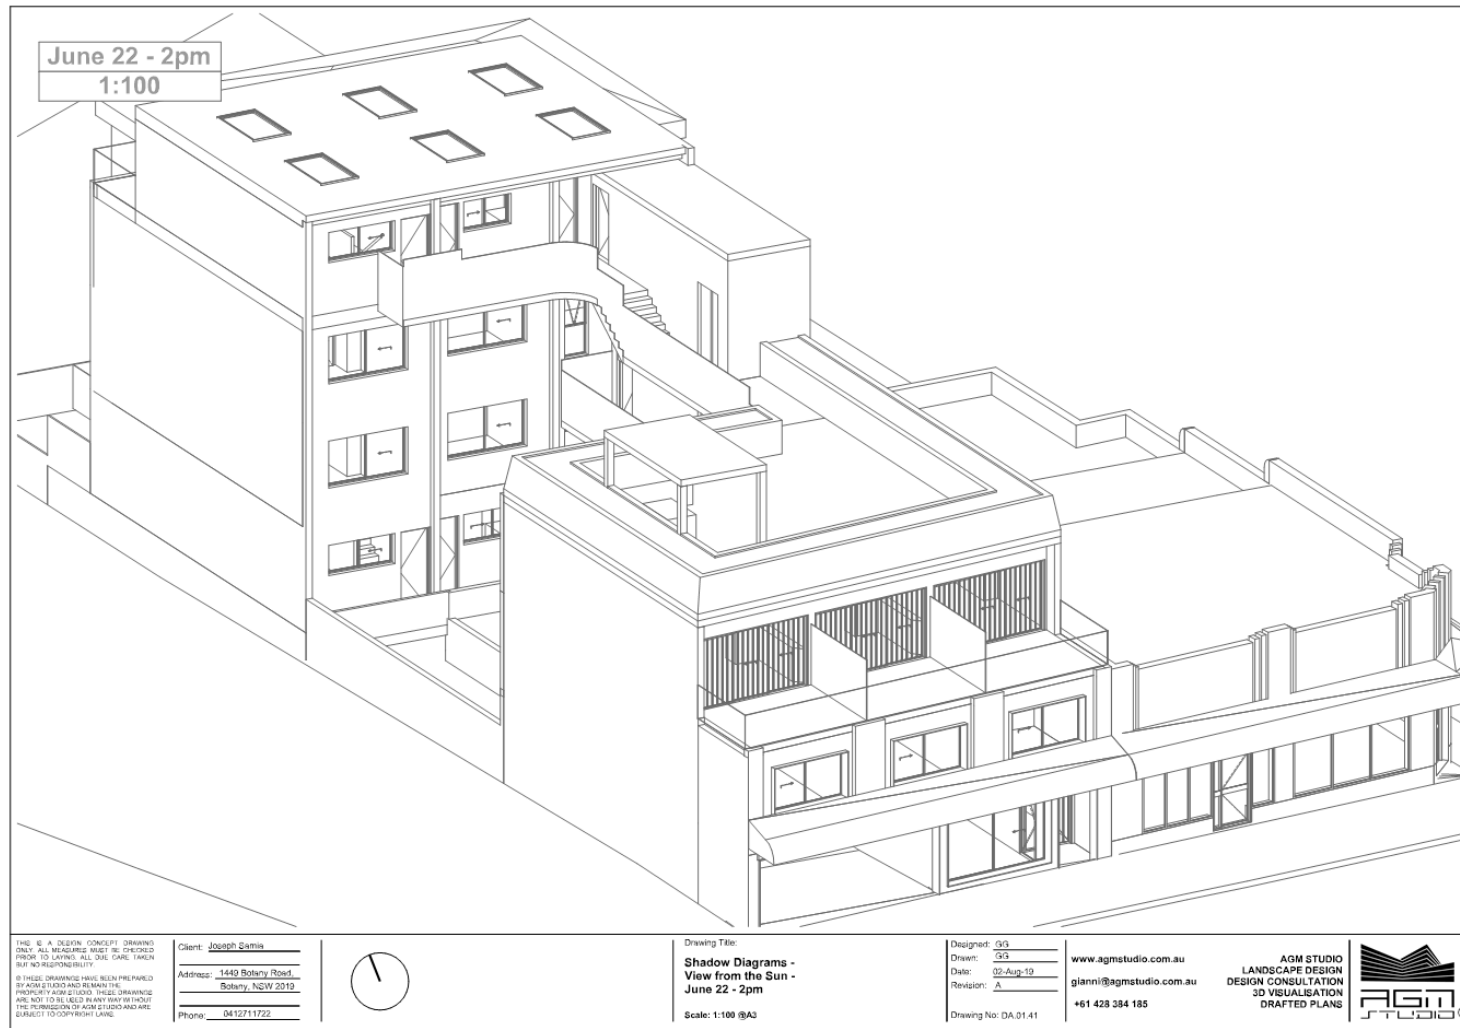 June 22 - 2pm
1:100
THIS IS A DESIGN CONCEPT DRAWING
ONLY. ALL MEASURES MUST BE CHECKED
PRIOR TO LAYING. ALL DUE CARE TAKEN
BUT NO RESPONSIBILITY.
© THESE DRAWINGS HAVE BEEN PREPARED
BY AGM STUDIO AND REMAIN THE
PROPERTY AGM STUDIO. THESE DRAWINGS
ARE NOT TO BE USED IN ANY WAY WITHOUT
THE PERMISSION OF AGM STUDIO AND ARE
SUBJECT TO COPYRIGHT LAWS.
Client: Joseph Samia
Address: 1449 Botany Road,
Botany, NSW 2019
Phone: 0412711722
Drawing Title:
Shadow Diagrams -
View from the Sun -
June 22 - 2pm
Scale: 1:100 @A3
Designed: GG
Drawn: GG
Date: 02-Aug-19
Revision: A
Drawing No: DA.01.41
www.agmstudio.com.au
gianni@agmstudio.com.au
+61 428 384 185
AGM STUDIO
LANDSCAPE DESIGN
DESIGN CONSULTATION
3D VISUALISATION
DRAFTED PLANS
AGM
STUDIO